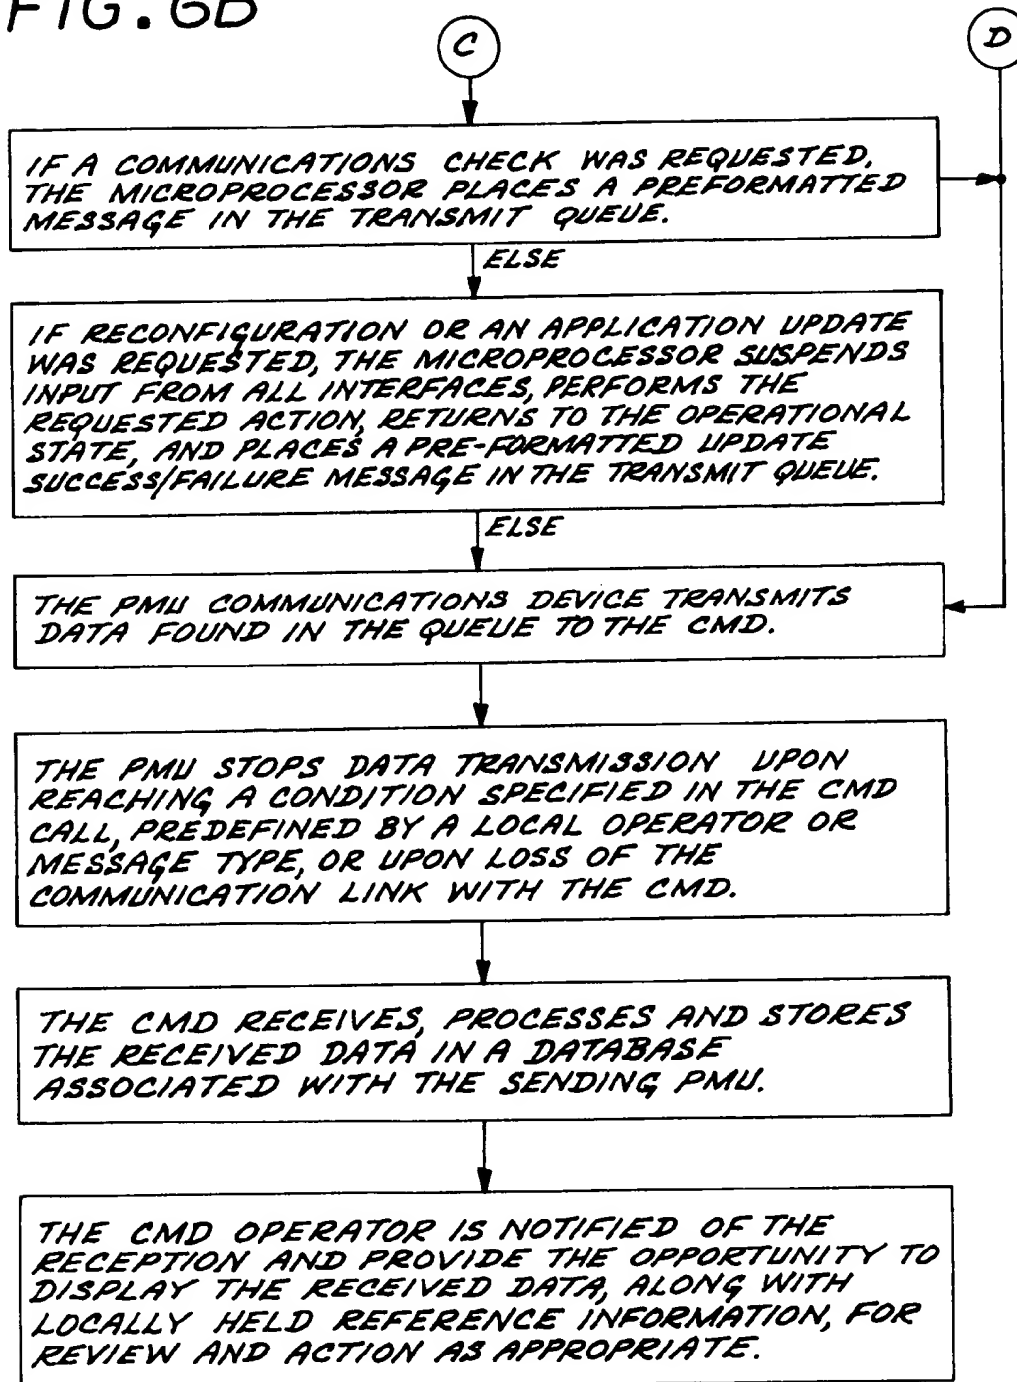 FIG. 6B
C
D
IF A COMMUNICATIONS CHECK WAS REQUESTED,
THE MICROPROCESSOR PLACES A PREFORMATTED
MESSAGE IN THE TRANSMIT QUEUE.
ELSE
IF RECONFIGURATION OR AN APPLICATION UPDATE
WAS REQUESTED, THE MICROPROCESSOR SUSPENDS
INPUT FROM ALL INTERFACES, PERFORMS THE
REQUESTED ACTION, RETURNS TO THE OPERATIONAL
STATE, AND PLACES A PRE-FORMATTED UPDATE
SUCCESS/FAILURE MESSAGE IN THE TRANSMIT QUEUE.
ELSE
THE PMU COMMUNICATIONS DEVICE TRANSMITS
DATA FOUND IN THE QUEUE TO THE CMD.
THE PMU STOPS DATA TRANSMISSION UPON
REACHING A CONDITION SPECIFIED IN THE CMD
CALL, PREDEFINED BY A LOCAL OPERATOR OR
MESSAGE TYPE, OR UPON LOSS OF THE
COMMUNICATION LINK WITH THE CMD.
THE CMD RECEIVES, PROCESSES AND STORES
THE RECEIVED DATA IN A DATABASE
ASSOCIATED WITH THE SENDING PMU.
THE CMD OPERATOR IS NOTIFIED OF THE
RECEPTION AND PROVIDE THE OPPORTUNITY TO
DISPLAY THE RECEIVED DATA, ALONG WITH
LOCALLY HELD REFERENCE INFORMATION, FOR
REVIEW AND ACTION AS APPROPRIATE.